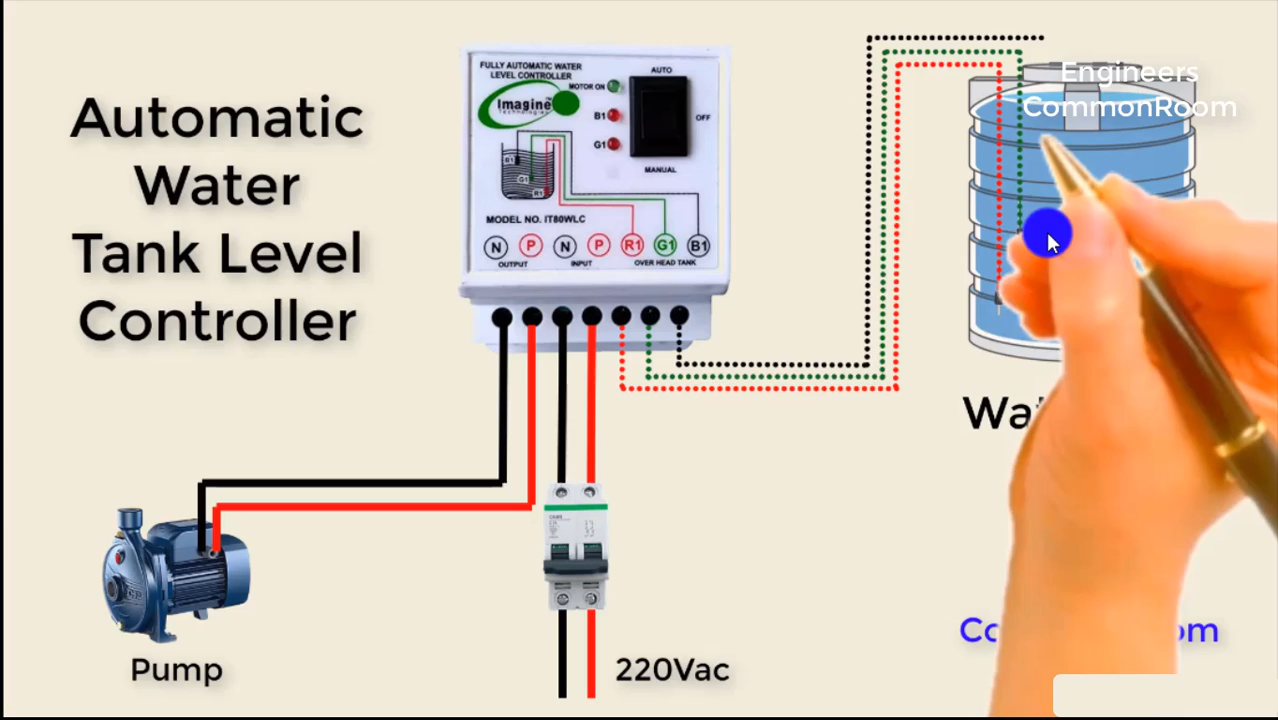 Automatic
Water
Tank Level
Controller
FULLY AUTOMATIC WATER
LEVEL CONTROLLER
Imagine
Technologies
MOTOR ON
B1
G1
AUTO
OFF
MANUAL
B1
G1
R1
MODEL NO. IT80WLC
N P N P R1 G1 B1
OUTPUT INPUT OVER HEAD TANK
Engineers
CommonRoom
Pump
220Vac